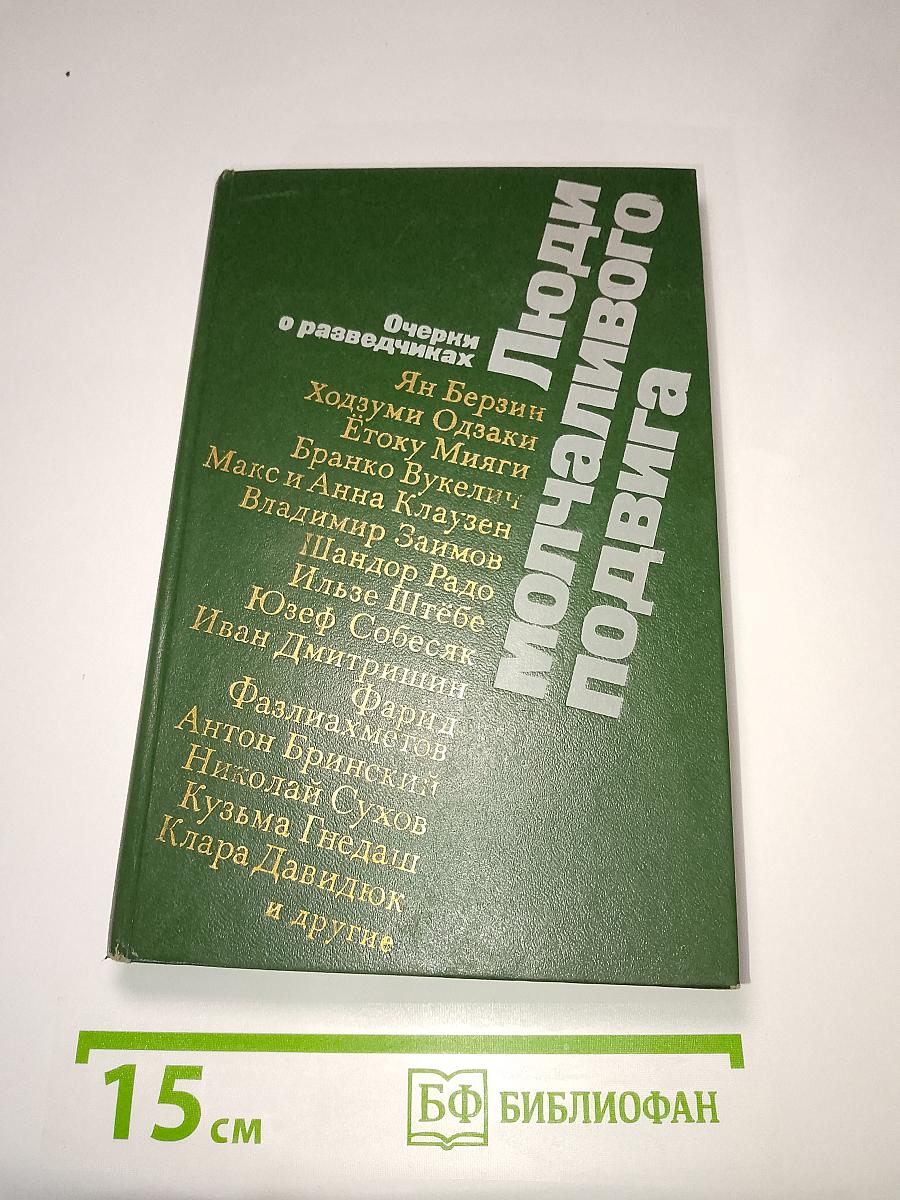 Люди
молчаливого
подвига
Очерки
о разведчиках
Ян Берзин
Ходзуми Одзаки
Ётоку Мияги
Бранко Вукелич
Макс и Анна Клаузен
Владимир Заимов
Шандор Радо
Ильзе Штёбе
Юзеф Собесяк
Иван Дмитришин
Фарид
Фазлиахметов
Антон Бринский
Николай Сухов
Кузьма Гнедаш
Клара Давидюк
и другие
15 см
БФ БИБЛИОФАН